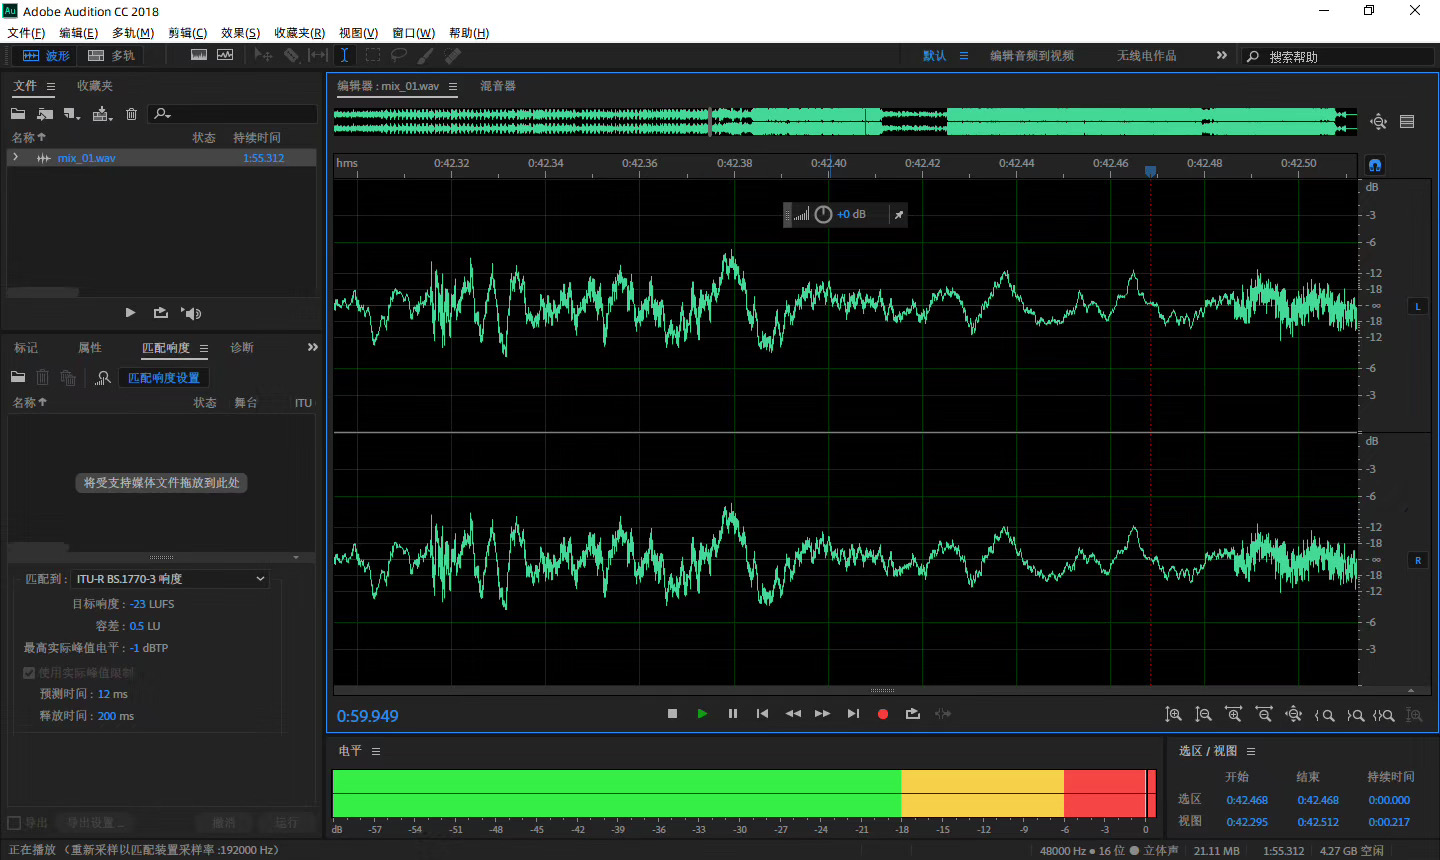 Au Adobe Audition CC 2018
文件(F) 编辑(E) 多轨(M) 剪辑(C) 效果(S) 收藏夹(R) 视图(V) 窗口(W) 帮助(H)
波形 多轨 默认 编辑音频到视频 无线电作品 搜索帮助
文件 收藏夹
名称 状态 持续时间
mix_01.wav 1:55.312
标记 属性 匹配响度 诊断
匹配响度设置
名称 状态 舞台 ITU
将受支持媒体文件拖放到此处
匹配到: ITU-R BS.1770-3 响度
目标响度: -23 LUFS
容差: 0.5 LU
最高实际峰值电平: -1 dBTP
使用实际峰值限制
预测时间: 12 ms
释放时间: 200 ms
导出 导出设置... 撤消 运行
编辑器: mix_01.wav 混音器
hms 0:42.32 0:42.34 0:42.36 0:42.38 0:42.40 0:42.42 0:42.44 0:42.46 0:42.48 0:42.50
+0 dB
dB
-3
-6
-12
-18
-∞
-18
-12
-6
-3
L
dB
-3
-6
-12
-18
-∞
-18
-12
-6
-3
R
0:59.949
电平
dB -57 -54 -51 -48 -45 -42 -39 -36 -33 -30 -27 -24 -21 -18 -15 -12 -9 -6 -3 0
选区 / 视图
开始 结束 持续时间
选区 0:42.468 0:42.468 0:00.000
视图 0:42.295 0:42.512 0:00.217
正在播放 （重新采样以匹配装置采样率 :192000 Hz） 48000 Hz ● 16 位 ● 立体声 21.11 MB 1:55.312 4.27 GB 空闲